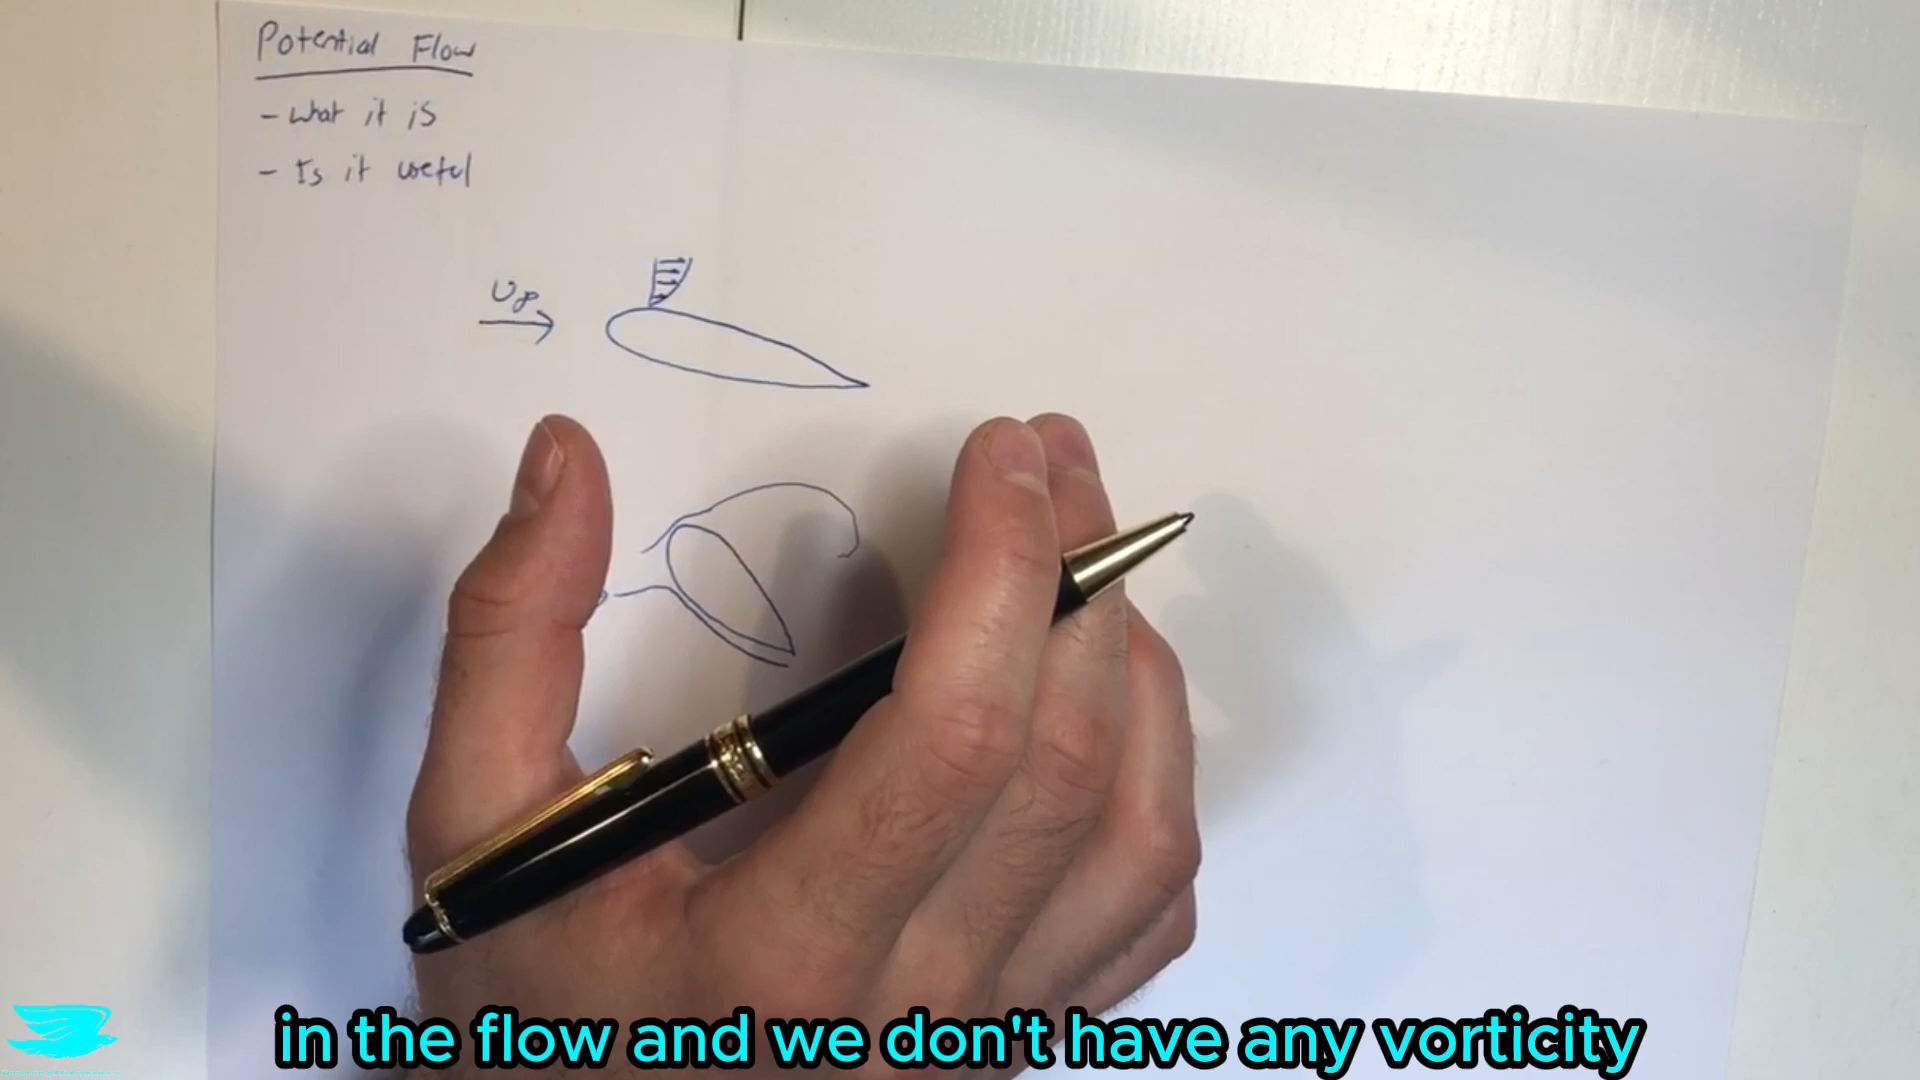 Potential Flow
- What it is
- Is it useful
U∞
in the flow and we don't have any vorticity